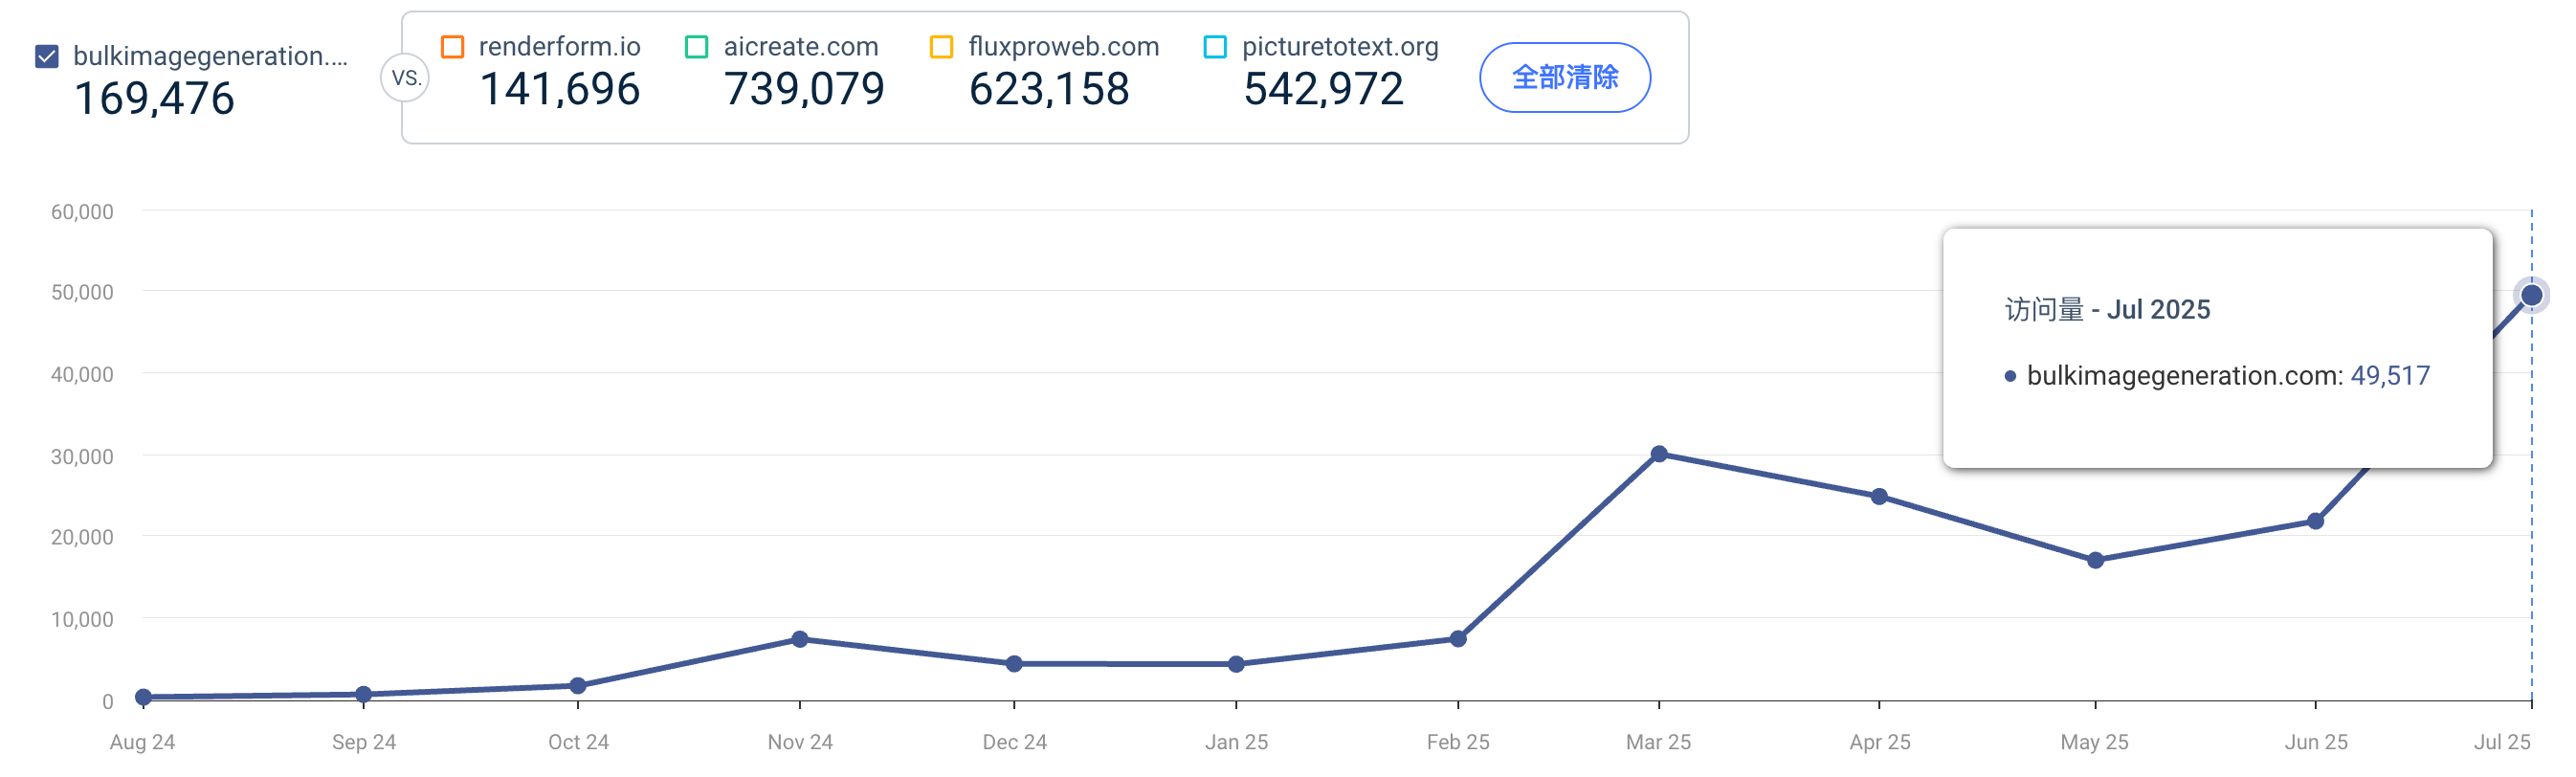 bulkimagegeneration....
169,476
VS.
renderform.io
141,696
aicreate.com
739,079
fluxproweb.com
623,158
picturetotext.org
542,972
全部清除
60,000
50,000
40,000
30,000
20,000
10,000
0
访问量 - Jul 2025
bulkimagegeneration.com: 49,517
Aug 24
Sep 24
Oct 24
Nov 24
Dec 24
Jan 25
Feb 25
Mar 25
Apr 25
May 25
Jun 25
Jul 25